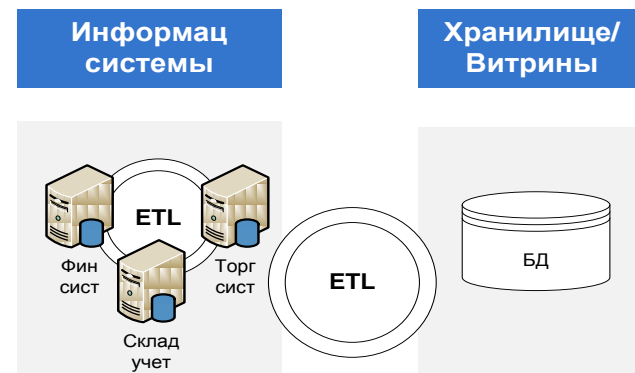 Информац
системы
Хранилище/
Витрины
ETL
Фин
сист
Торг
сист
Склад
учет
ETL
БД